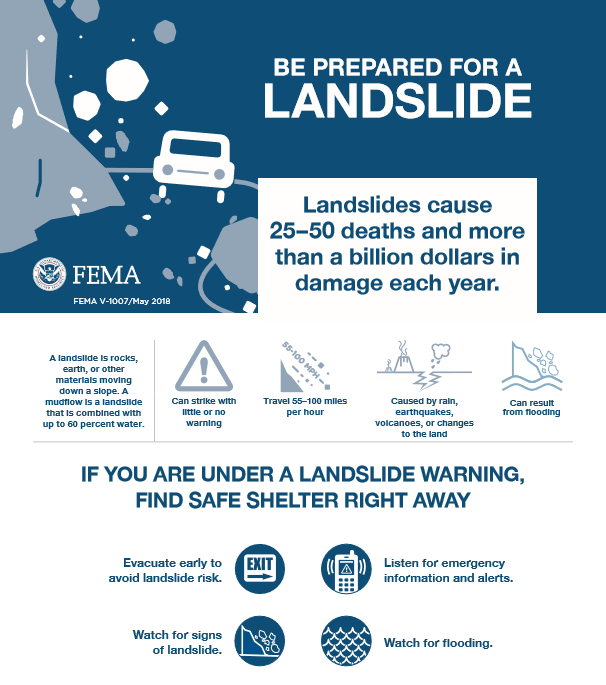 BE PREPARED FOR A
LANDSLIDE
Landslides cause
25–50 deaths and more
than a billion dollars in
damage each year.
FEMA
FEMA V-1007/May 2018
A landslide is rocks,
earth, or other
materials moving
down a slope. A
mudflow is a landslide
that is combined with
up to 60 percent water.
Can strike with
little or no
warning
55-100 MPH
Travel 55–100 miles
per hour
Caused by rain,
earthquakes,
volcanoes, or changes
to the land
Can result
from flooding
IF YOU ARE UNDER A LANDSLIDE WARNING,
FIND SAFE SHELTER RIGHT AWAY
Evacuate early to
avoid landslide risk.
EXIT
Listen for emergency
information and alerts.
Watch for signs
of landslide.
Watch for flooding.